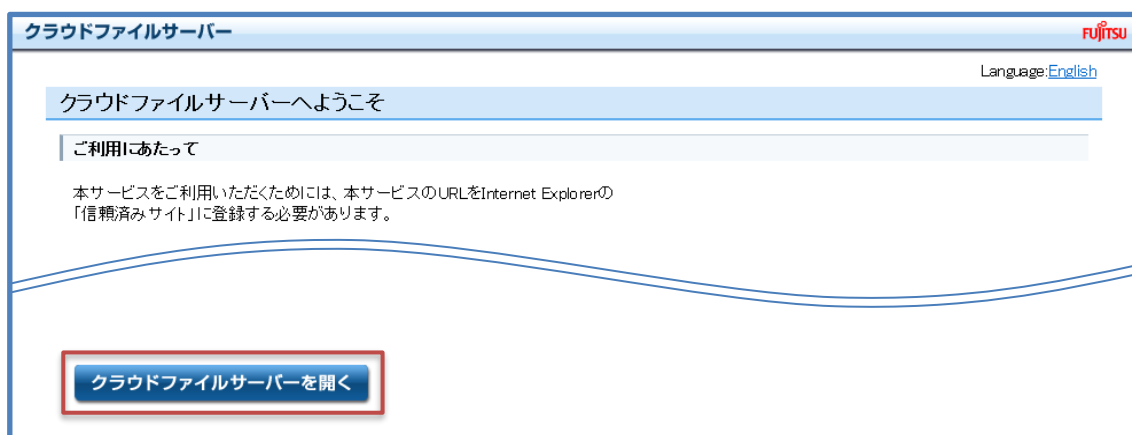 クラウドファイルサーバー
FUJITSU
Language:English
クラウドファイルサーバーへようこそ
ご利用にあたって
本サービスをご利用いただくためには、本サービスのURLをInternet Explorerの
「信頼済みサイト」に登録する必要があります。
クラウドファイルサーバーを開く